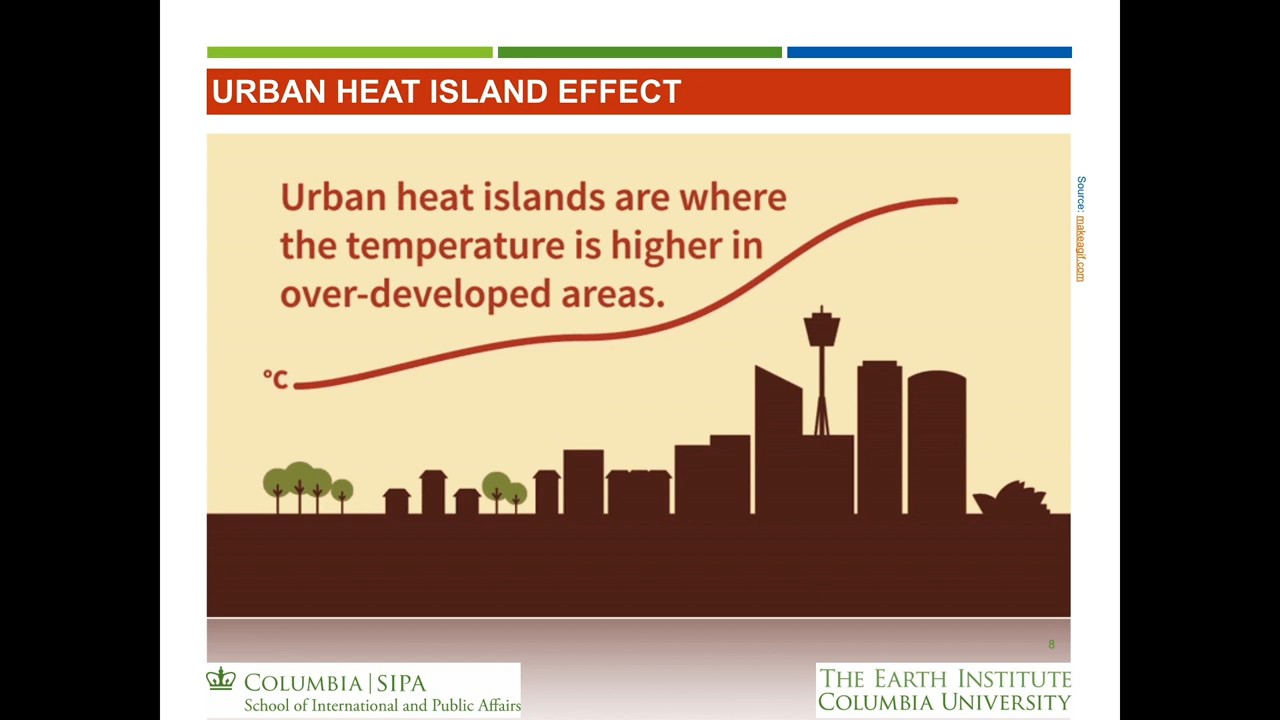 URBAN HEAT ISLAND EFFECT
Urban heat islands are where
the temperature is higher in
over-developed areas.
°C
Source: makeagif.com
8
COLUMBIA | SIPA
School of International and Public Affairs
THE EARTH INSTITUTE
COLUMBIA UNIVERSITY